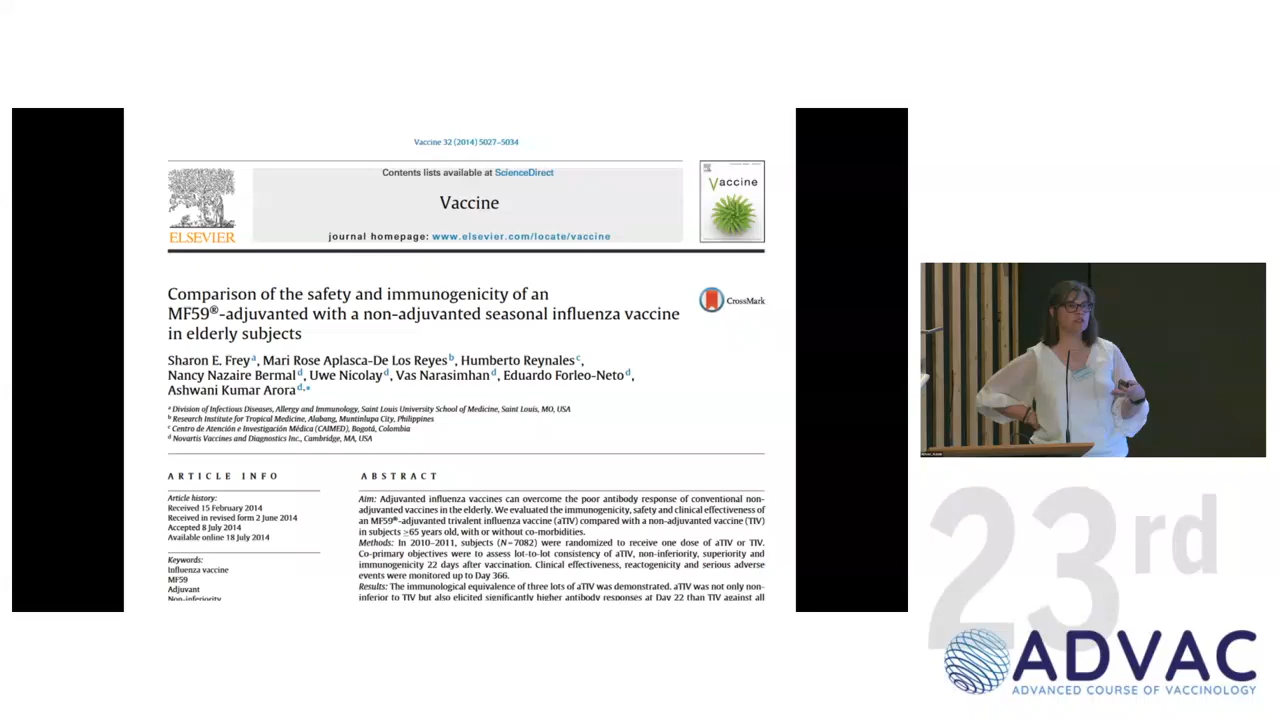 Vaccine 32 (2014) 5027–5034
Contents lists available at ScienceDirect
Vaccine
journal homepage: www.elsevier.com/locate/vaccine
ELSEVIER
Vaccine
Comparison of the safety and immunogenicity of an
MF59®-adjuvanted with a non-adjuvanted seasonal influenza vaccine
in elderly subjects
CrossMark
Sharon E. Frey a, Mari Rose Aplasca-De Los Reyes b, Humberto Reynales c,
Nancy Nazaire Bermal d, Uwe Nicolay d, Vas Narasimhan d, Eduardo Forleo-Neto d,
Ashwani Kumar Arora d,*
a Division of Infectious Diseases, Allergy and Immunology, Saint Louis University School of Medicine, Saint Louis, MO, USA
b Research Institute for Tropical Medicine, Alabang, Muntinlupa City, Philippines
c Centro de Atención e Investigación Médica (CAIMED), Bogotá, Colombia
d Novartis Vaccines and Diagnostics Inc., Cambridge, MA, USA
ARTICLE INFO
Article history:
Received 15 February 2014
Received in revised form 2 June 2014
Accepted 8 July 2014
Available online 18 July 2014
Keywords:
Influenza vaccine
MF59
Adjuvant
Non-inferiority
ABSTRACT
Aim: Adjuvanted influenza vaccines can overcome the poor antibody response of conventional non-
adjuvanted vaccines in the elderly. We evaluated the immunogenicity, safety and clinical effectiveness of
an MF59®-adjuvanted trivalent influenza vaccine (aTIV) compared with a non-adjuvanted vaccine (TIV)
in subjects ≥65 years old, with or without co-morbidities.
Methods: In 2010–2011, subjects (N=7082) were randomized to receive one dose of aTIV or TIV.
Co-primary objectives were to assess lot-to-lot consistency of aTIV, non-inferiority, superiority and
immunogenicity 22 days after vaccination. Clinical effectiveness, reactogenicity and serious adverse
events were monitored up to Day 366.
Results: The immunological equivalence of three lots of aTIV was demonstrated. aTIV was not only non-
inferior to TIV but also elicited significantly higher antibody responses at Day 22 than TIV against all
23rd
ADVAC
ADVANCED COURSE OF VACCINOLOGY